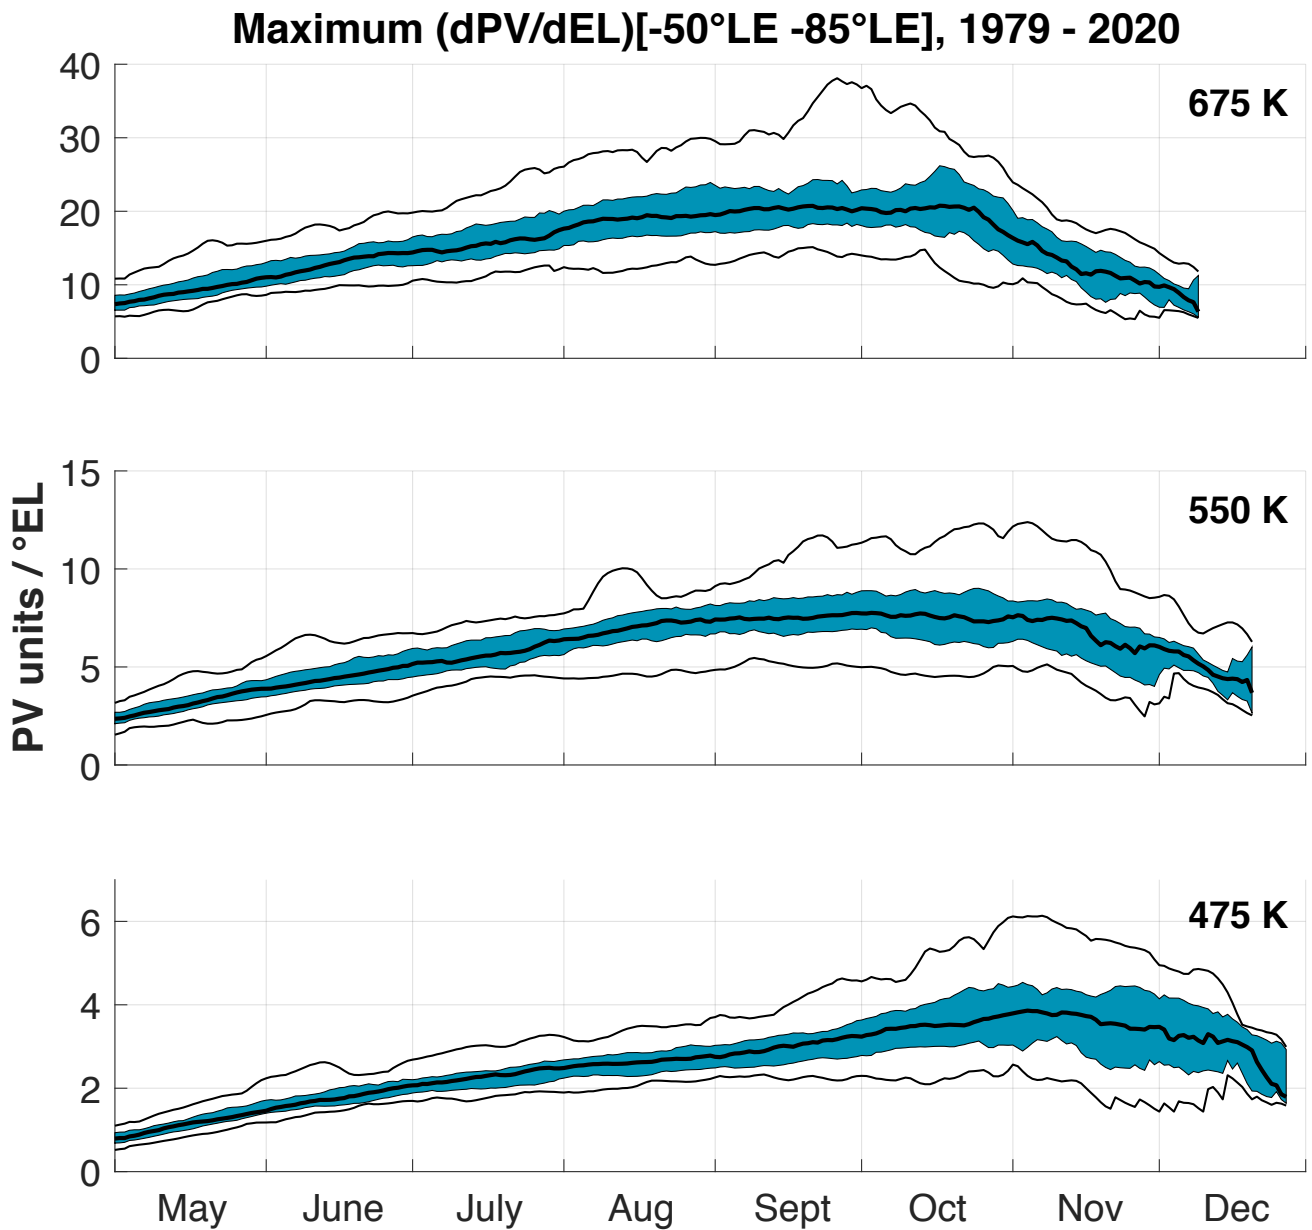 Maximum (dPV/dEL)[-50°LE -85°LE], 1979 - 2020
675 K
40
30
20
10
0
PV units / °EL
550 K
15
10
5
0
475 K
6
4
2
0
May June July Aug Sept Oct Nov Dec